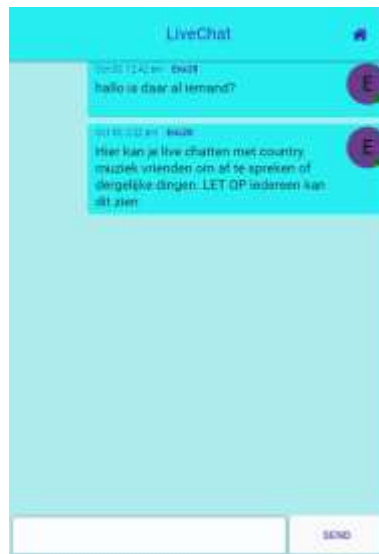 LiveChat
hallo is daar al iemand?
E
Hier kan je live chatten met country
muziek vrienden om af te spreken of
dergelijke dingen. LET OP iedereen kan
dit zien
E
SEND